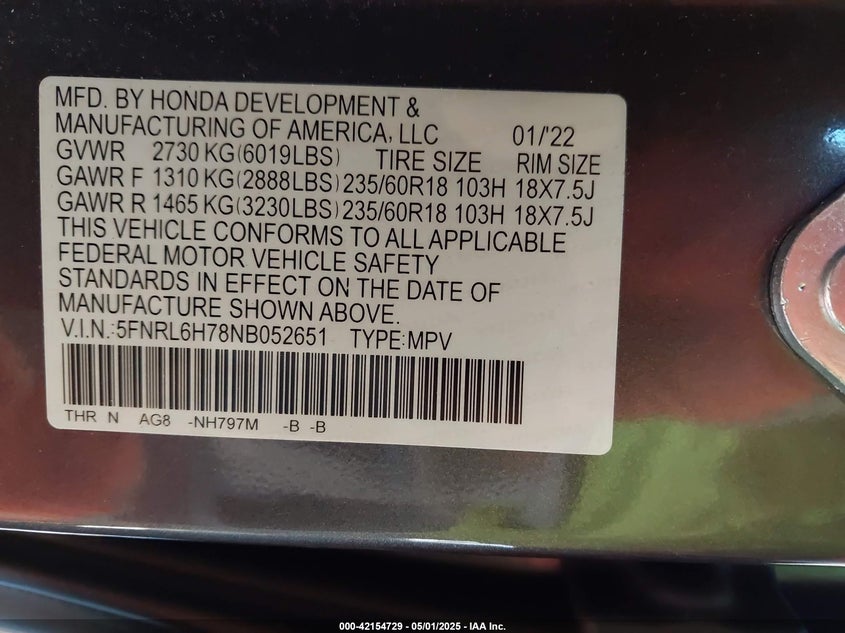 MFD. BY HONDA DEVELOPMENT &
MANUFACTURING OF AMERICA, LLC 01/'22
GVWR 2730 KG(6019LBS) TIRE SIZE RIM SIZE
GAWR F 1310 KG(2888LBS) 235/60R18 103H 18X7.5J
GAWR R 1465 KG(3230LBS) 235/60R18 103H 18X7.5J
THIS VEHICLE CONFORMS TO ALL APPLICABLE
FEDERAL MOTOR VEHICLE SAFETY
STANDARDS IN EFFECT ON THE DATE OF
MANUFACTURE SHOWN ABOVE.
V.I.N.:5FNRL6H78NB052651 TYPE:MPV
THR N AG8 -NH797M -B -B
000-42154729 - 05/01/2025 - IAA Inc.